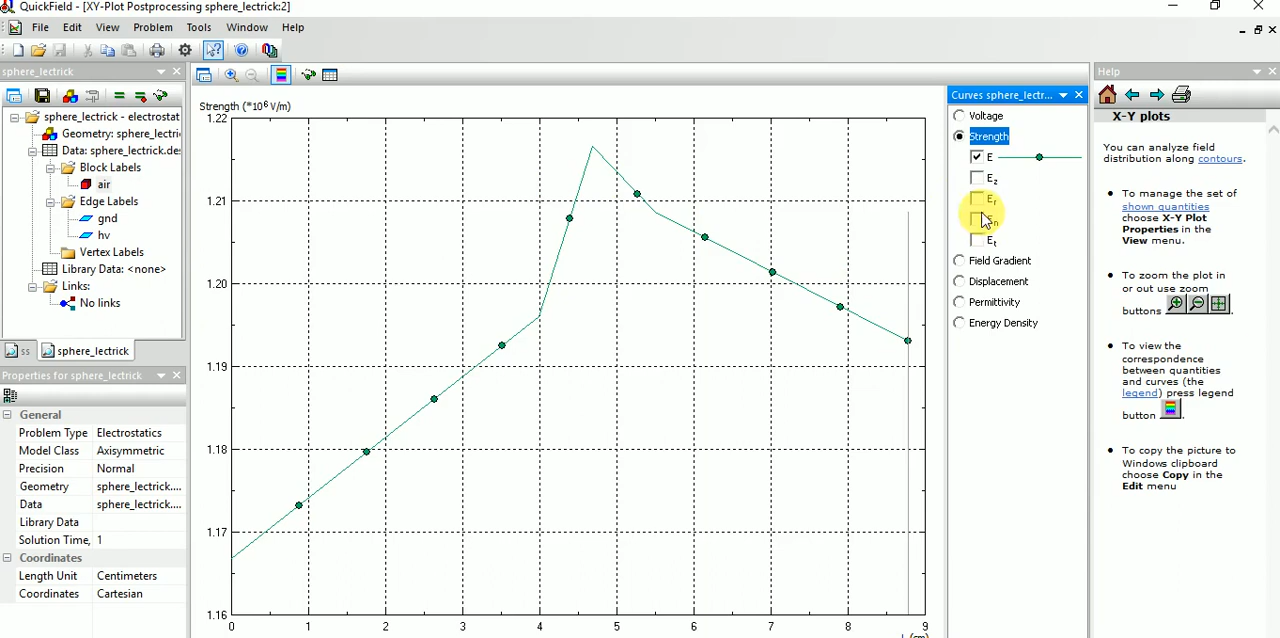 QuickField - [XY-Plot Postprocessing sphere_lectrick:2]
File Edit View Problem Tools Window Help
sphere_lectrick
sphere_lectrick - electrostat
Geometry: sphere_lectri
Data: sphere_lectrick.de
Block Labels
air
Edge Labels
gnd
hv
Vertex Labels
Library Data: <none>
Links:
No links
ss sphere_lectrick
Properties for sphere_lectrick
General
Problem Type Electrostatics
Model Class Axisymmetric
Precision Normal
Geometry sphere_lectrick....
Data sphere_lectrick....
Library Data
Solution Time, 1
Coordinates
Length Unit Centimeters
Coordinates Cartesian
Strength (*10⁶ V/m)
1.22
1.21
1.20
1.19
1.18
1.17
1.16
0 1 2 3 4 5 6 7 8 9
L (cm)
Curves sphere_lectr...
Voltage
Strength
E
Ez
Er
En
Et
Field Gradient
Displacement
Permittivity
Energy Density
Help
X-Y plots
You can analyze field
distribution along contours.
• To manage the set of
shown quantities
choose X-Y Plot
Properties in the
View menu.
• To zoom the plot in
or out use zoom
buttons .
• To view the
correspondence
between quantities
and curves (the
legend) press legend
button .
• To copy the picture to
Windows clipboard
choose Copy in the
Edit menu